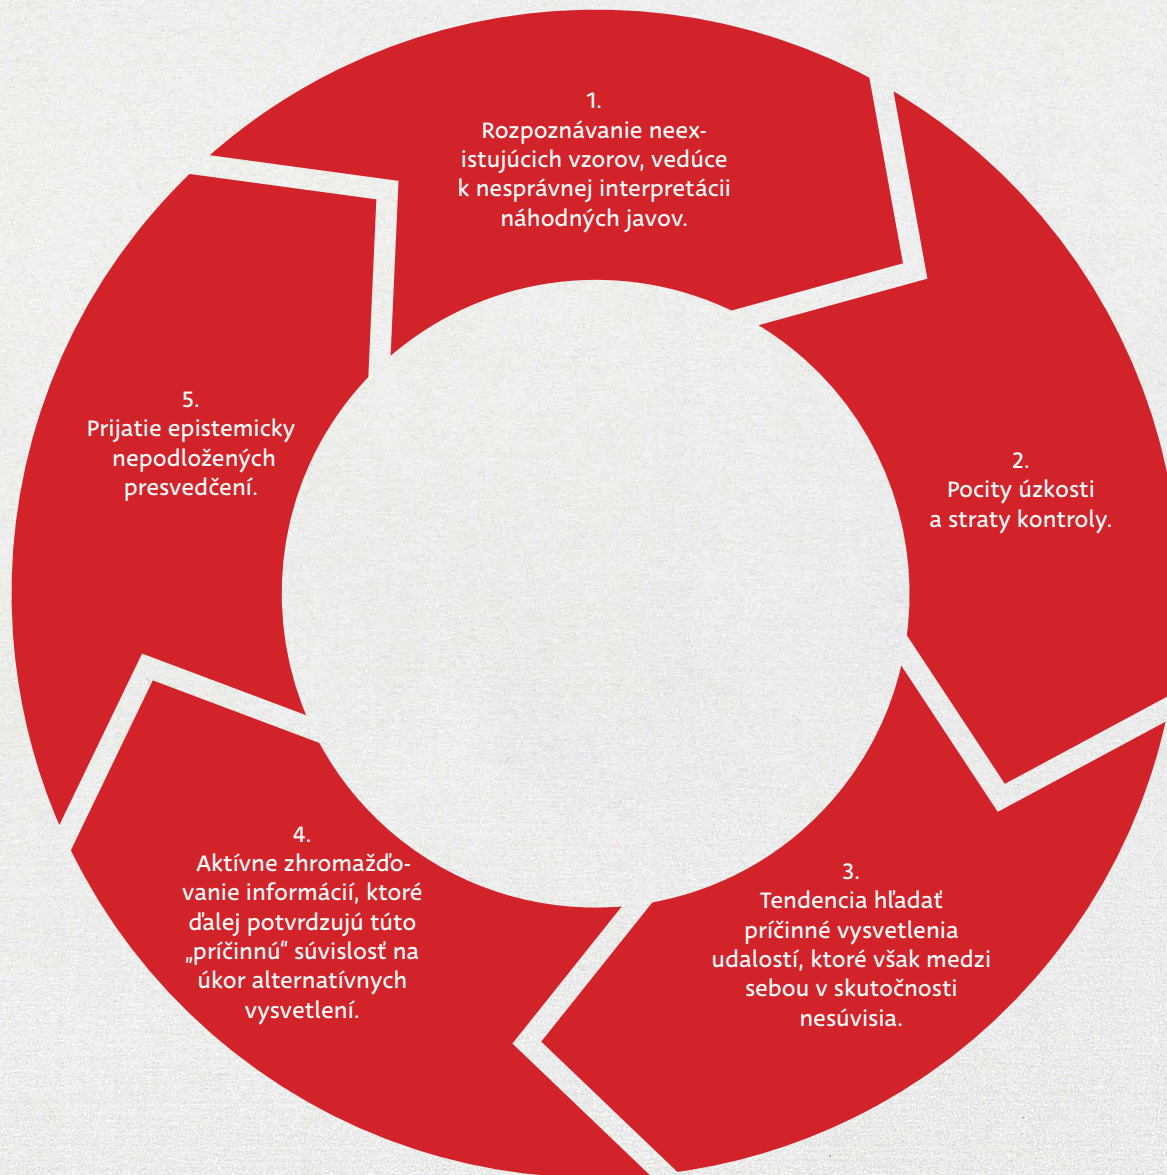 1.
Rozpoznávanie neex-
istujúcich vzorov, vedúce
k nesprávnej interpretácii
náhodných javov.
2.
Pocity úzkosti
a straty kontroly.
3.
Tendencia hľadať
príčinné vysvetlenia
udalostí, ktoré však medzi
sebou v skutočnosti
nesúvisia.
4.
Aktívne zhromažďo-
vanie informácií, ktoré
ďalej potvrdzujú túto
„príčinnú“ súvislosť na
úkor alternatívnych
vysvetlení.
5.
Prijatie epistemicky
nepodložených
presvedčení.